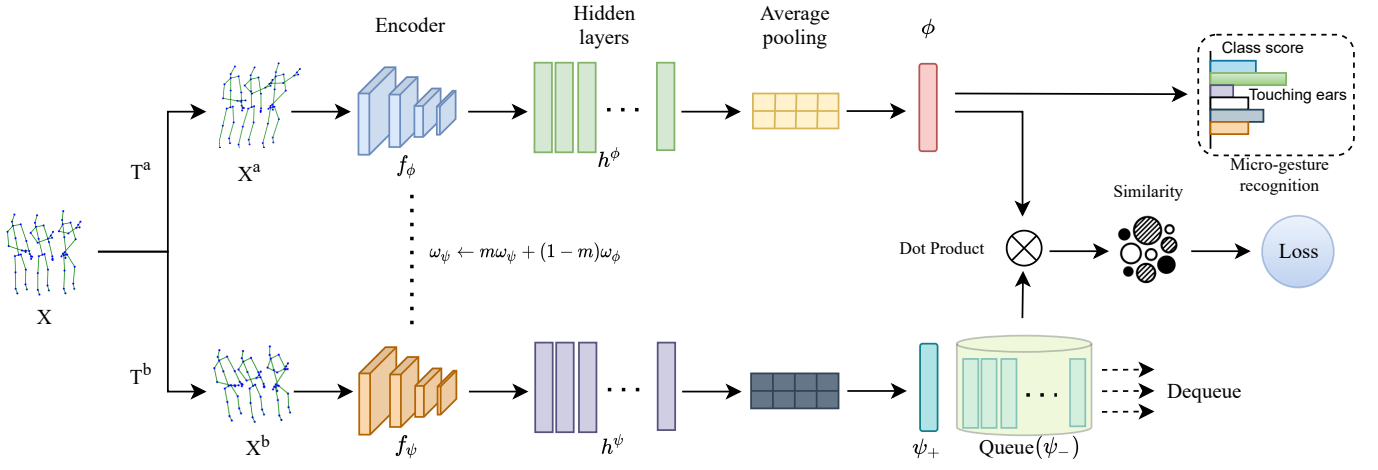 Encoder
Hidden
layers
Average
pooling
ϕ
Class score
Touching ears
Micro-gesture
recognition
Tᵃ
Xᵃ
f_ϕ
h^ϕ
X
ω_ψ ← mω_ψ + (1 − m)ω_ϕ
Dot Product
Similarity
Loss
Tᵇ
Xᵇ
f_ψ
h^ψ
ψ₊
Queue(ψ₋)
Dequeue